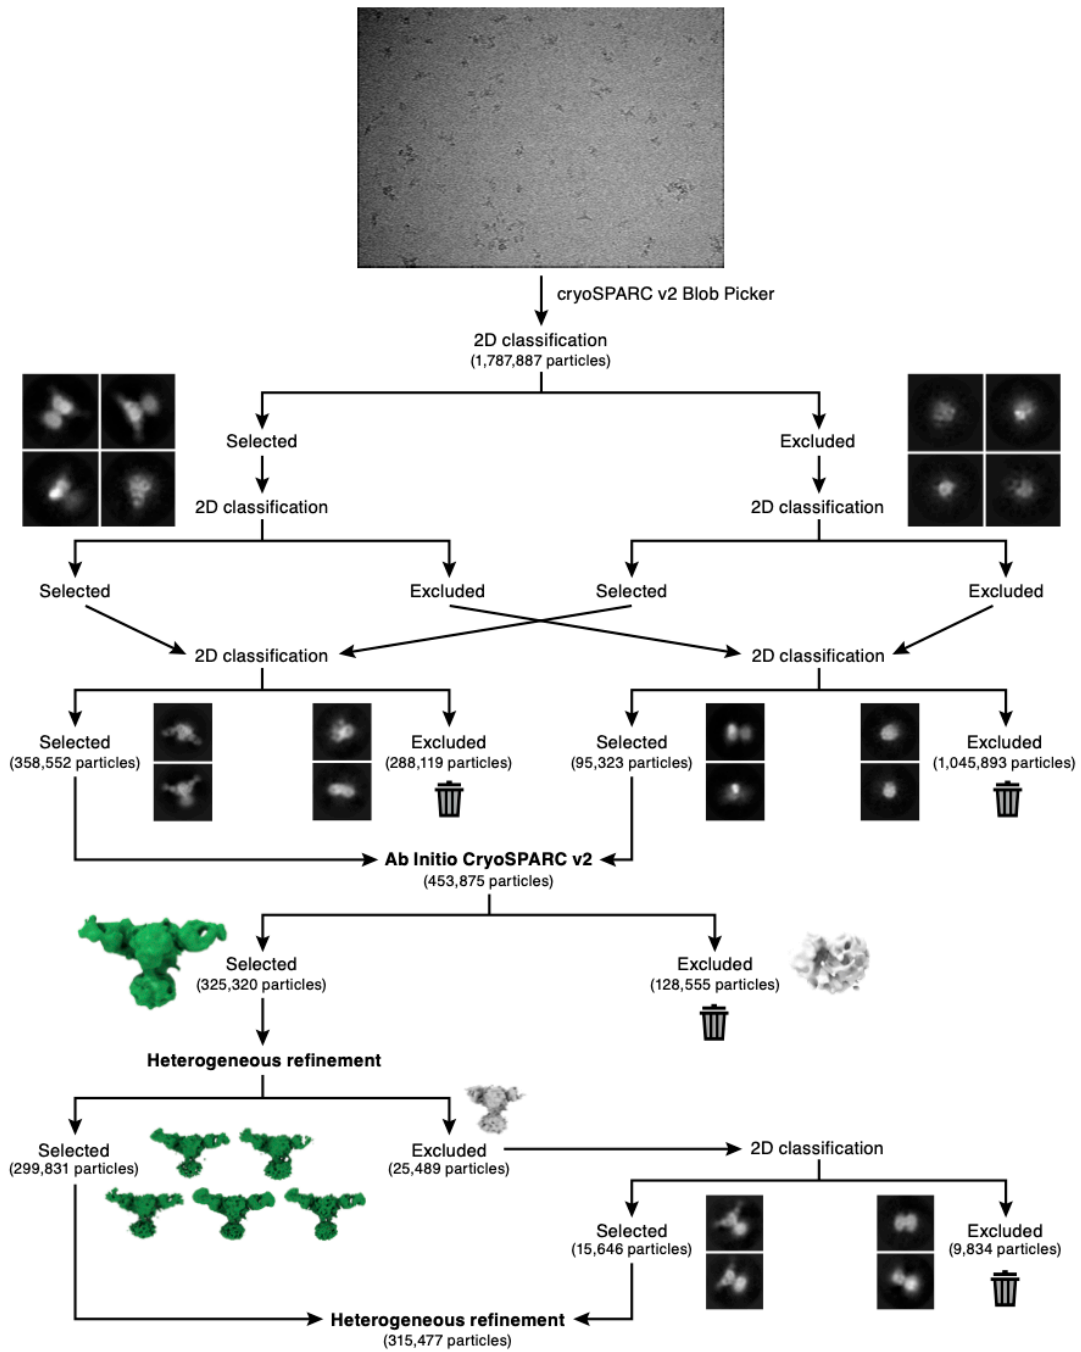 cryoSPARC v2 Blob Picker
2D classification
(1,787,887 particles)
Selected
Excluded
2D classification
2D classification
Selected
Excluded
Selected
Excluded
2D classification
2D classification
Selected
(358,552 particles)
Excluded
(288,119 particles)
Selected
(95,323 particles)
Excluded
(1,045,893 particles)
Ab Initio CryoSPARC v2
(453,875 particles)
Selected
(325,320 particles)
Excluded
(128,555 particles)
Heterogeneous refinement
Selected
(299,831 particles)
Excluded
(25,489 particles)
2D classification
Selected
(15,646 particles)
Excluded
(9,834 particles)
Heterogeneous refinement
(315,477 particles)